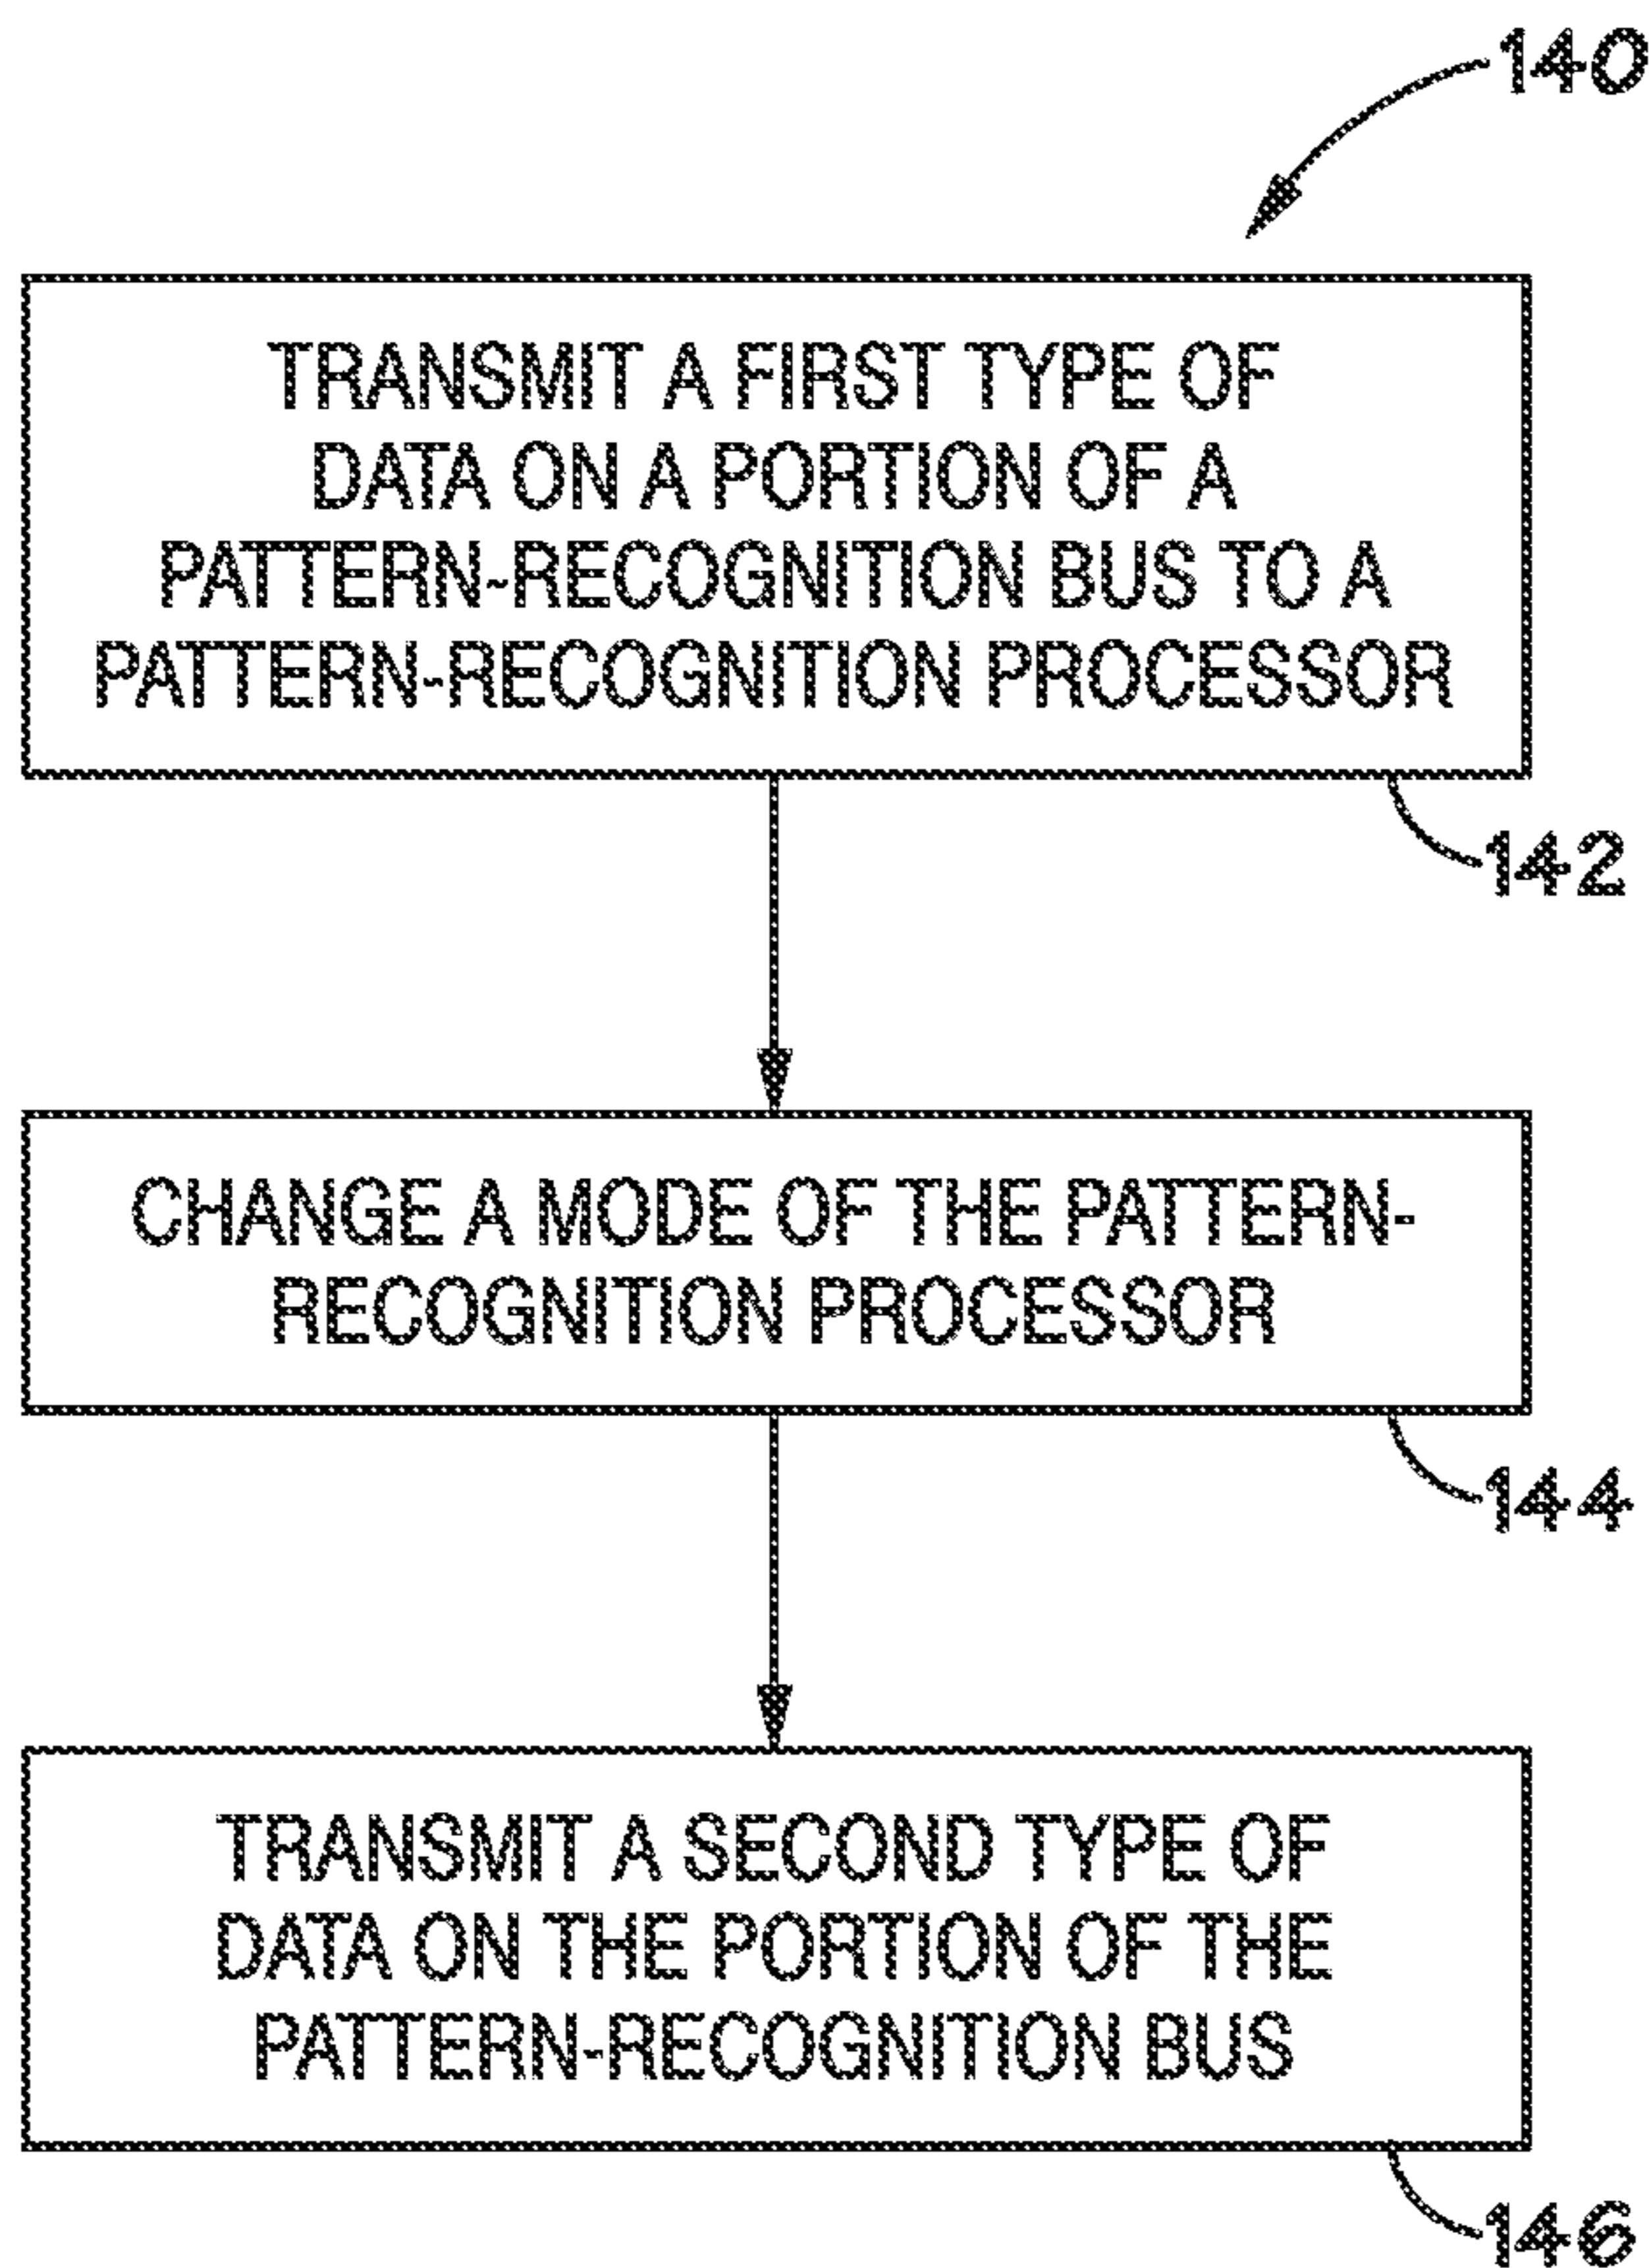 140
TRANSMIT A FIRST TYPE OF
DATA ON A PORTION OF A
PATTERN-RECOGNITION BUS TO A
PATTERN-RECOGNITION PROCESSOR
142
CHANGE A MODE OF THE PATTERN-
RECOGNITION PROCESSOR
144
TRANSMIT A SECOND TYPE OF
DATA ON THE PORTION OF THE
PATTERN-RECOGNITION BUS
146